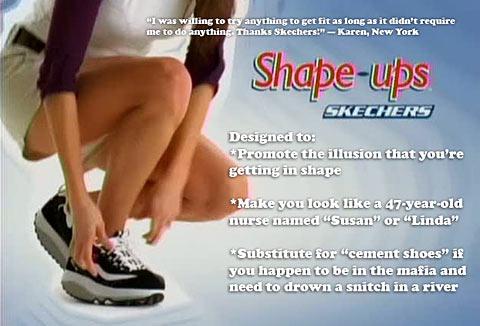 "I was willing to try anything to get fit as long as it didn't require
me to do anything. Thanks Skechers!" — Karen, New York
Shape-ups
SKECHERS
Designed to:
*Promote the illusion that you're
getting in shape
*Make you look like a 47-year-old
nurse named "Susan" or "Linda"
*Substitute for "cement shoes" if
you happen to be in the mafia and
need to drown a snitch in a river